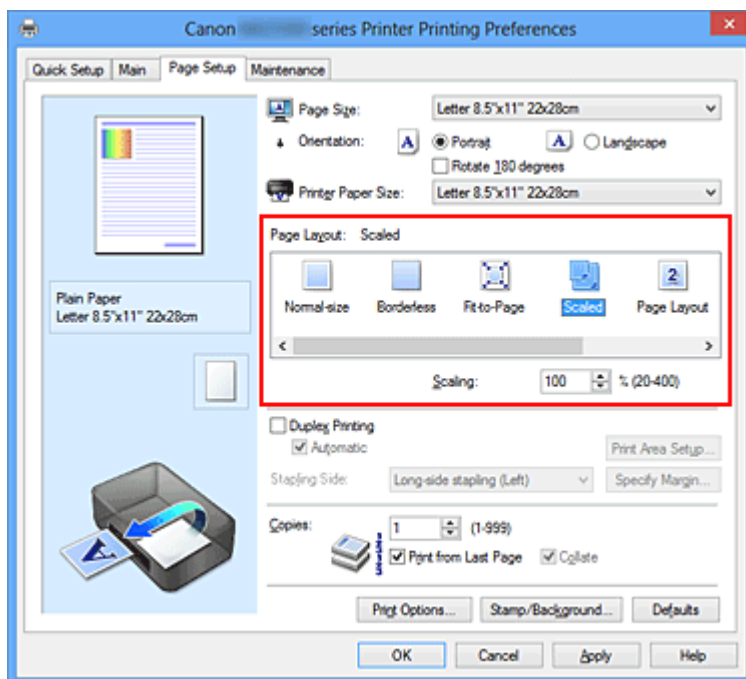 Canon series Printer Printing Preferences
Quick Setup Main Page Setup Maintenance
Page Size: Letter 8.5"x11" 22x28cm
Orientation: A Portrait A Landscape
Rotate 180 degrees
Printer Paper Size: Letter 8.5"x11" 22x28cm
Page Layout: Scaled
Normal-size Borderless Fit-to-Page Scaled 2 Page Layout
Scaling: 100 % (20-400)
Plain Paper
Letter 8.5"x11" 22x28cm
Duplex Printing
Automatic
Print Area Setup...
Stapling Side: Long-side stapling (Left) Specify Margin...
Copies: 1 (1-999)
Print from Last Page Collate
Print Options... Stamp/Background... Defaults
OK Cancel Apply Help